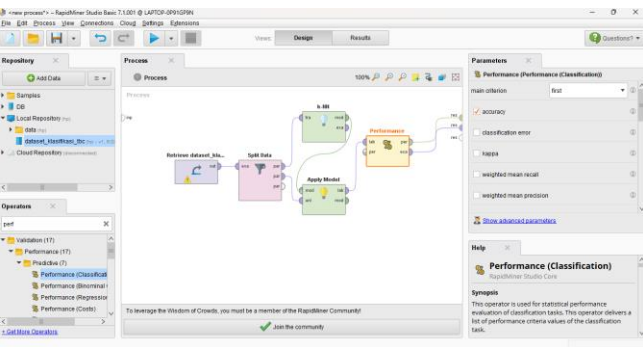 <new process*> – RapidMiner Studio Basic 7.1.001 @ LAPTOP-0P91GP9N
File Edit Process View Connections Cloud Settings Extensions
Views: Design Results
Questions?
Repository
Add Data
Samples
DB
Local Repository
data
dataset_klasifikasi_tbc
Cloud Repository (disconnected)
Operators
perf
Validation (17)
Performance (17)
Predictive (7)
Performance (Classificati
Performance (Binominal
Performance (Regression
Performance (Costs)
Get More Operators
Process
Process
100%
Process
inp
Retrieve dataset_kla...
out
Split Data
exa
par
par
par
k-NN
tra
mod
exa
Apply Model
mod
unl
lab
mod
Performance
lab
per
per
exa
res
res
res
To leverage the Wisdom of Crowds, you must be a member of the RapidMiner Community!
Join the community
Parameters
Performance (Performance (Classification))
main criterion
first
accuracy
classification error
kappa
weighted mean recall
weighted mean precision
Show advanced parameters
Help
Performance (Classification)
RapidMiner Studio Core
Synopsis
This operator is used for statistical performance
evaluation of classification tasks. This operator delivers a
list of performance criteria values of the classification
task.